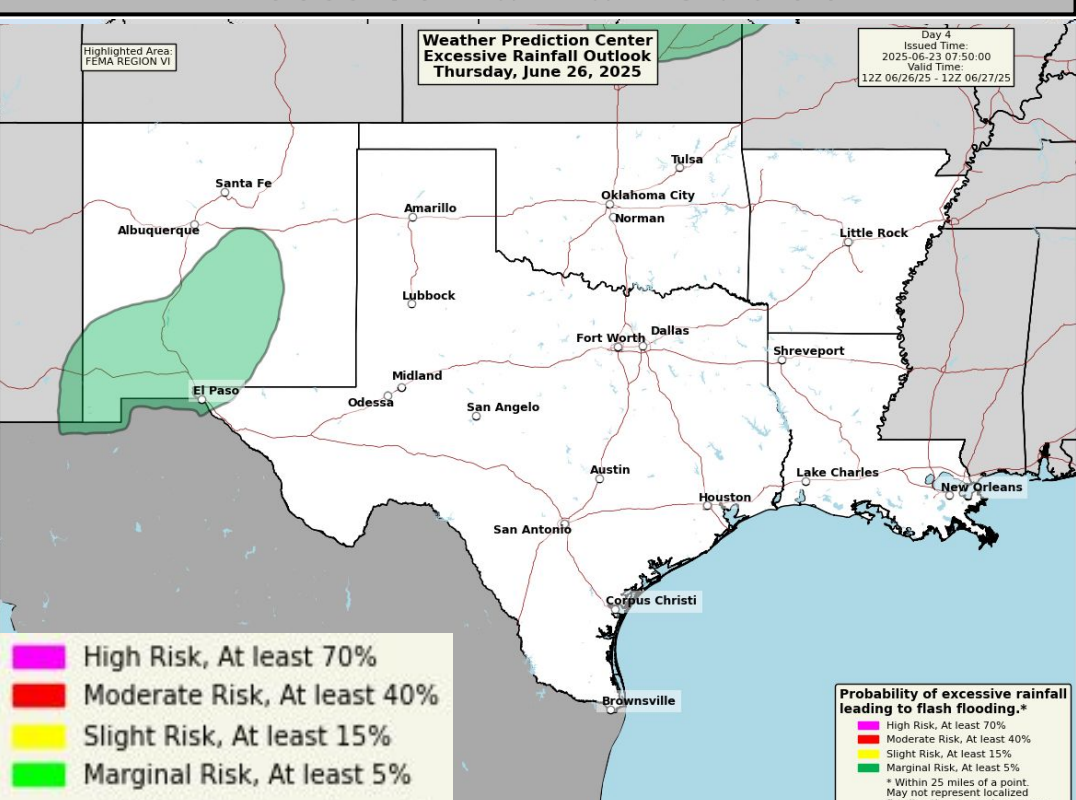 Highlighted Area:
FEMA REGION VI
Weather Prediction Center
Excessive Rainfall Outlook
Thursday, June 26, 2025
Day 4
Issued Time:
2025-06-23 07:50:00
Valid Time:
12Z 06/26/25 - 12Z 06/27/25
Tulsa
Santa Fe
Oklahoma City
Amarillo
Norman
Albuquerque
Little Rock
Lubbock
Dallas
Fort Worth
Shreveport
Midland
El Paso
Odessa
San Angelo
Austin
Lake Charles
New Orleans
Houston
San Antonio
Corpus Christi
Brownsville
High Risk, At least 70%
Moderate Risk, At least 40%
Slight Risk, At least 15%
Marginal Risk, At least 5%
Probability of excessive rainfall
leading to flash flooding.*
High Risk, At least 70%
Moderate Risk, At least 40%
Slight Risk, At least 15%
Marginal Risk, At least 5%
* Within 25 miles of a point.
May not represent localized